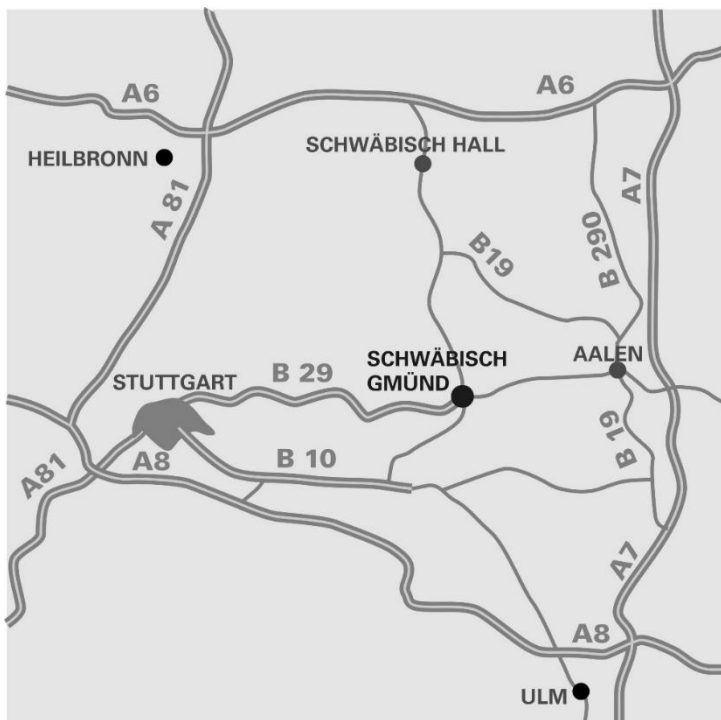 A6
A6
HEILBRONN
SCHWÄBISCH HALL
A 81
A7
B19
B 290
SCHWÄBISCH
GMÜND
AALEN
STUTTGART
B 29
B 19
A81
A8
B 10
A7
A8
ULM